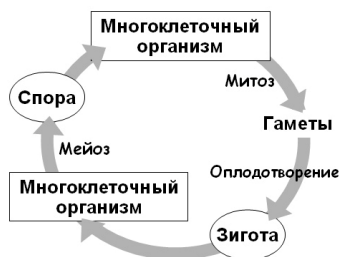 Многоклеточный
организм
Митоз
Гаметы
Оплодотворение
Зигота
Многоклеточный
организм
Мейоз
Спора